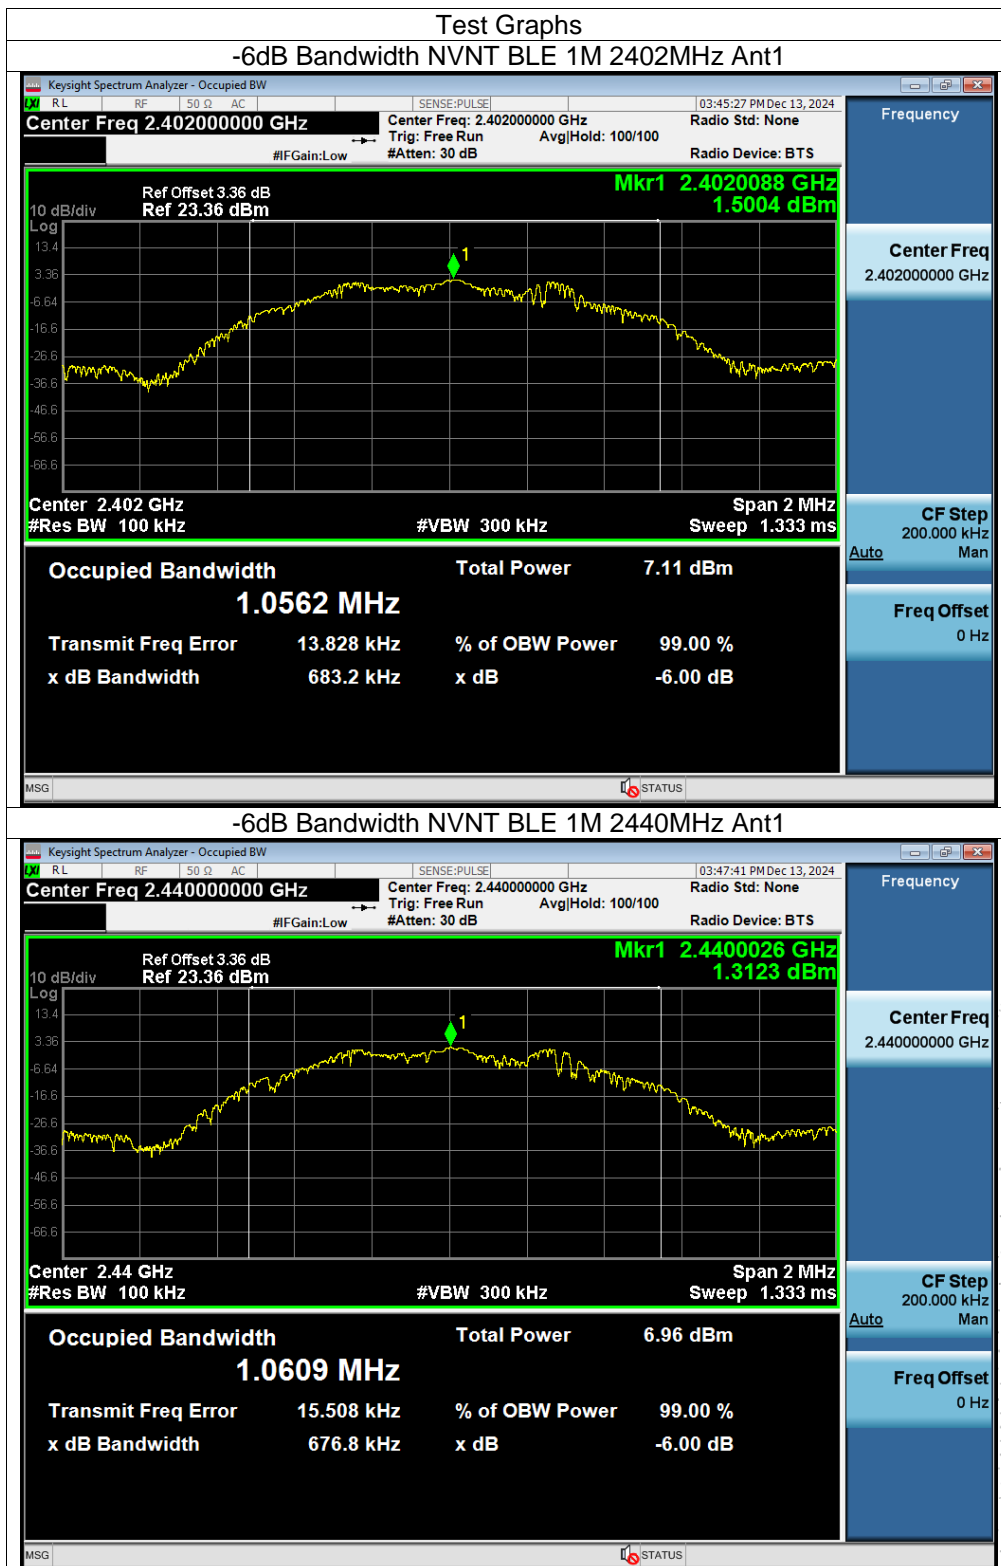 Test Graphs
-6dB Bandwidth NVNT BLE 1M 2402MHz Ant1
Keysight Spectrum Analyzer - Occupied BW
LXI RL RF 50 Ω AC SENSE:PULSE 03:45:27 PM Dec 13, 2024
Center Freq 2.402000000 GHz Center Freq: 2.402000000 GHz Radio Std: None
Trig: Free Run Avg|Hold: 100/100
#IFGain:Low #Atten: 30 dB Radio Device: BTS
Frequency
Mkr1 2.4020088 GHz
1.5004 dBm
Ref Offset 3.36 dB
10 dB/div Ref 23.36 dBm
Log
13.4
3.36
-6.64
-16.6
-26.6
-36.6
-46.6
-56.6
-66.6
1
Center 2.402 GHz Span 2 MHz
#Res BW 100 kHz #VBW 300 kHz Sweep 1.333 ms
Center Freq
2.402000000 GHz
CF Step
200.000 kHz
Auto Man
Freq Offset
0 Hz
Occupied Bandwidth Total Power 7.11 dBm
1.0562 MHz
Transmit Freq Error 13.828 kHz % of OBW Power 99.00 %
x dB Bandwidth 683.2 kHz x dB -6.00 dB
MSG STATUS
-6dB Bandwidth NVNT BLE 1M 2440MHz Ant1
Keysight Spectrum Analyzer - Occupied BW
LXI RL RF 50 Ω AC SENSE:PULSE 03:47:41 PM Dec 13, 2024
Center Freq 2.440000000 GHz Center Freq: 2.440000000 GHz Radio Std: None
Trig: Free Run Avg|Hold: 100/100
#IFGain:Low #Atten: 30 dB Radio Device: BTS
Frequency
Mkr1 2.4400026 GHz
1.3123 dBm
Ref Offset 3.36 dB
10 dB/div Ref 23.36 dBm
Log
13.4
3.36
-6.64
-16.6
-26.6
-36.6
-46.6
-56.6
-66.6
1
Center 2.44 GHz Span 2 MHz
#Res BW 100 kHz #VBW 300 kHz Sweep 1.333 ms
Center Freq
2.440000000 GHz
CF Step
200.000 kHz
Auto Man
Freq Offset
0 Hz
Occupied Bandwidth Total Power 6.96 dBm
1.0609 MHz
Transmit Freq Error 15.508 kHz % of OBW Power 99.00 %
x dB Bandwidth 676.8 kHz x dB -6.00 dB
MSG STATUS